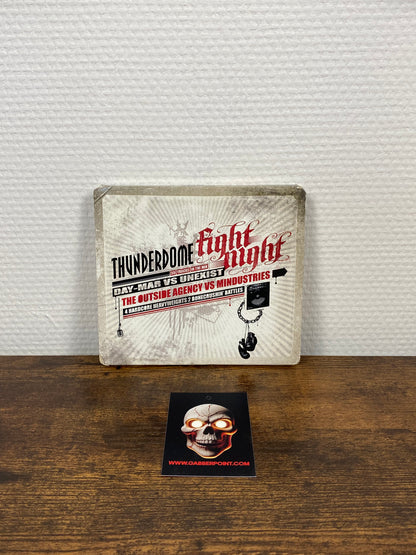 THUNDERDOME
fight
night
DAY-MAR VS UNEXIST
THE OUTSIDE AGENCY VS MINDUSTRIES
4 HARDCORE HEAVYWEIGHTS 2 BONECRUSHIN' BATTLES
WWW.GABBERPOINT.COM